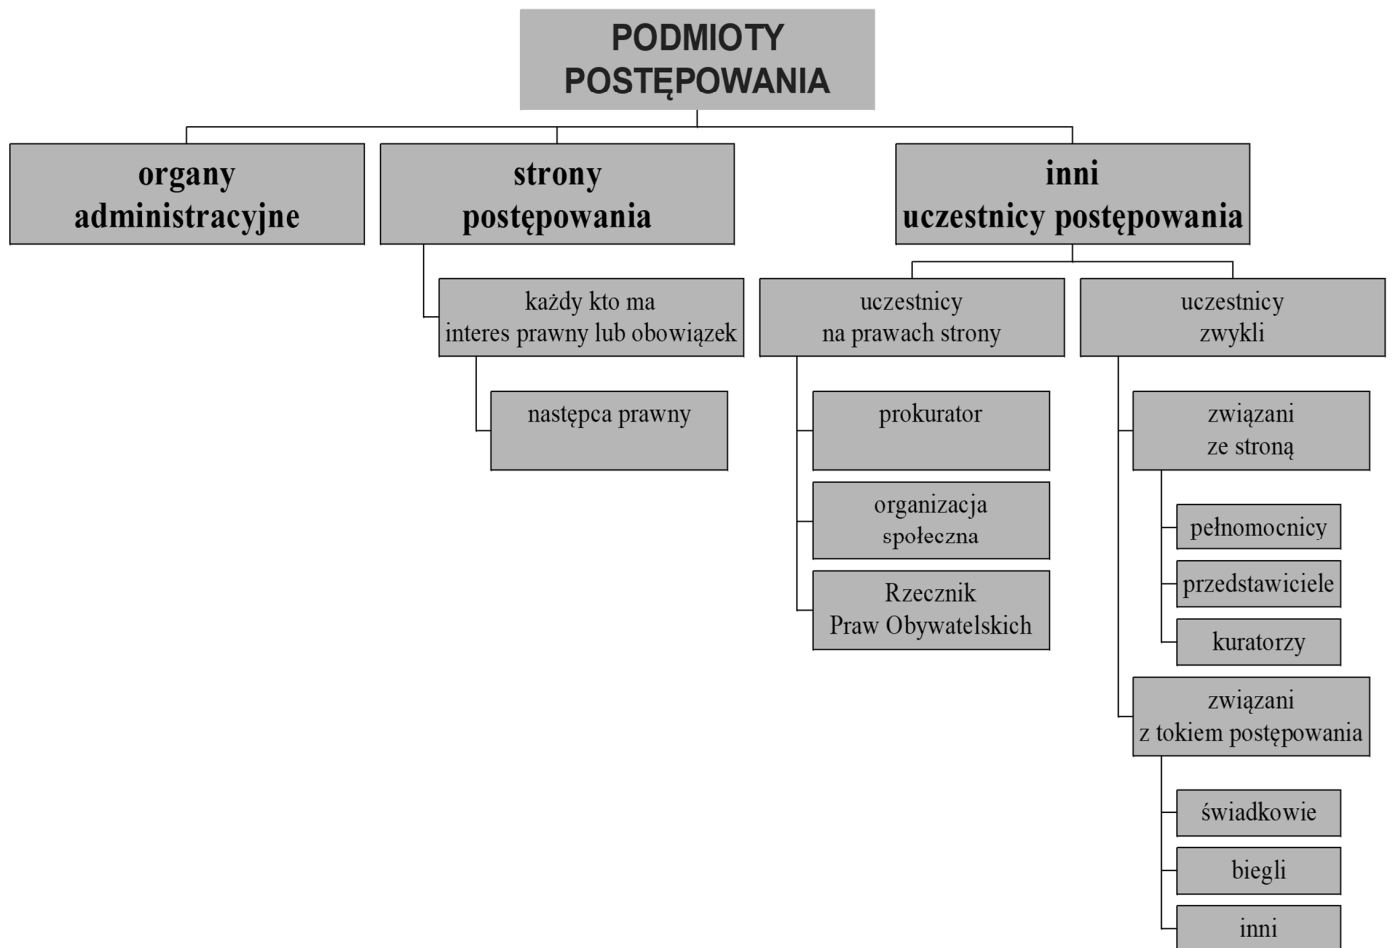 PODMIOTY
POSTĘPOWANIA
organy
administracyjne
strony
postępowania
inni
uczestnicy postępowania
każdy kto ma
interes prawny lub obowiązek
następca prawny
uczestnicy
na prawach strony
prokurator
organizacja
społeczna
Rzecznik
Praw Obywatelskich
uczestnicy
zwykli
związani
ze stroną
pełnomocnicy
przedstawiciele
kuratorzy
związani
z tokiem postępowania
świadkowie
biegli
inni